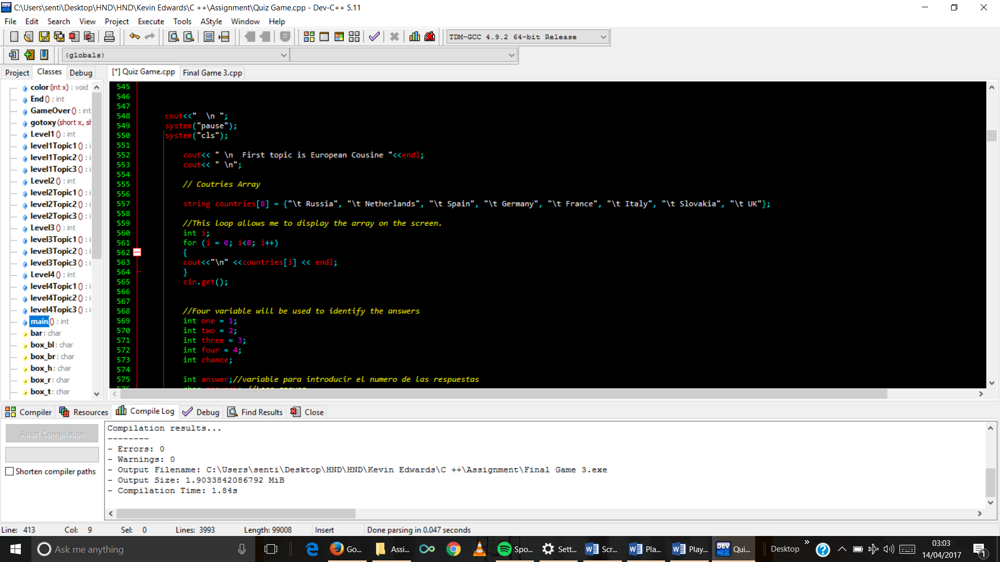 C:\Users\senti\Desktop\HND\HND\Kevin Edwards\C ++\Assignment\Quiz Game.cpp - Dev-C++ 5.11
File Edit Search View Project Execute Tools AStyle Window Help
TDM-GCC 4.9.2 64-bit Release
(globals)
Project Classes Debug
[*] Quiz Game.cpp Final Game 3.cpp
color (int x) : void
End () : int
GameOver () : int
gotoxy (short x, sh
Level1 () : int
level1Topic1 () : i
level1Topic2 () : i
level1Topic3 () : i
Level2 () : int
level2Topic1 () : i
level2Topic2 () : i
level2Topic3 () : i
Level3 () : int
level3Topic1 () : i
level3Topic2 () : i
level3Topic3 () : i
Level4 () : int
level4Topic1 () : i
level4Topic2 () : i
level4Topic3 () : i
main () : int
bar : char
box_bl : char
box_br : char
box_h : char
box_r : char
box_t : char
545
546
547
548 cout<<"  \n ";
549 system("pause");
550 system("cls");
551
552 cout<< " \n  First topic is European Cousine "<<endl;
553 cout<< " \n";
554
555 // Coutries Array
556
557 string countries[8] = {"\t Russia", "\t Netherlands", "\t Spain", "\t Germany", "\t France", "\t Italy", "\t Slovakia", "\t UK"};
558
559 //This loop allows me to display the array on the screen.
560 int i;
561 for (i = 0; i<8; i++)
562 {
563 cout<<"\n" <<countries[i] << endl;
564 }
565 cin.get();
566
567
568 //Four variable will be used to identify the answers
569 int one = 1;
570 int two = 2;
571 int three = 3;
572 int four = 4;
573 int chance;
574
575 int answer;//variable para introducir el numero de las respuestas
Compiler Resources Compile Log Debug Find Results Close
Abort Compilation
Shorten compiler paths
Compilation results...
--------
- Errors: 0
- Warnings: 0
- Output Filename: C:\Users\senti\Desktop\HND\HND\Kevin Edwards\C ++\Assignment\Final Game 3.exe
- Output Size: 1.9033842086792 MiB
- Compilation Time: 1.84s
Line: 413 Col: 9 Sel: 0 Lines: 3993 Length: 99008 Insert Done parsing in 0.047 seconds
Ask me anything
Go... Assi... Spo... Sett... Scr... Pla... Play... Qui... Desktop
03:03
14/04/2017
1